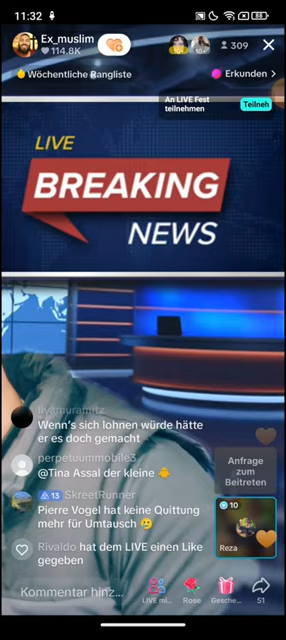 11:32
58
Ex_muslim
114.8K
309
Wöchentliche Rangliste
Erkunden >
An LIVE Fest
teilnehmen
Teilneh
LIVE
BREAKING
NEWS
liyamuramitz
Wenn's sich lohnen würde hätte
er es doch gemacht
perpetuummobile3
@Tina Assal der kleine 🐥
13 SkreetRunner
Pierre Vogel hat keine Quittung
mehr für Umtausch 🥲
Rivaldo hat dem LIVE einen Like
gegeben
Anfrage
zum
Beitreten
10
Reza
Kommentar hinz...
LIVE mi...
Rose
Gesche...
51